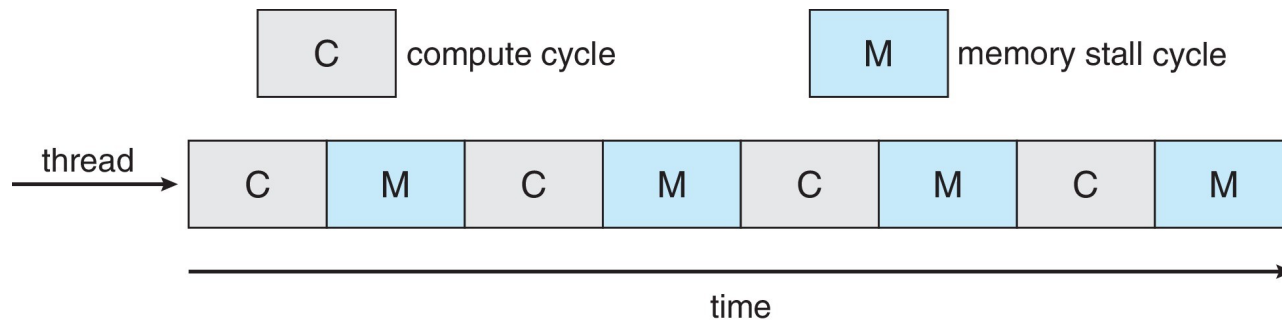 C compute cycle
M memory stall cycle
thread
C M C M C M C M
time